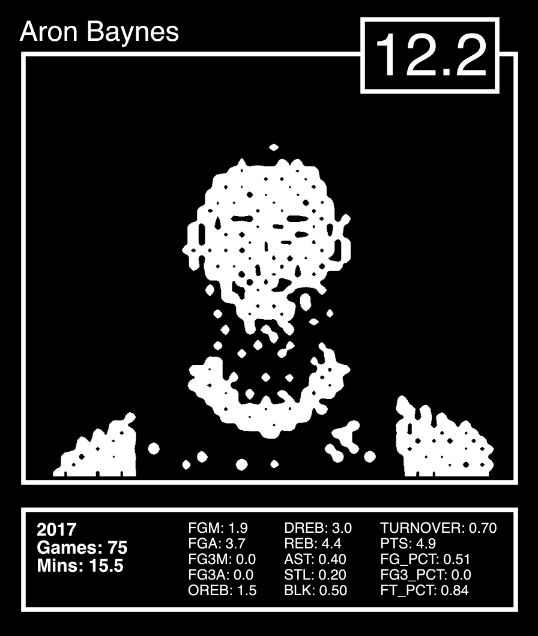 Aron Baynes
12.2
2017
Games: 75
Mins: 15.5
FGM: 1.9
FGA: 3.7
FG3M: 0.0
FG3A: 0.0
OREB: 1.5
DREB: 3.0
REB: 4.4
AST: 0.40
STL: 0.20
BLK: 0.50
TURNOVER: 0.70
PTS: 4.9
FG_PCT: 0.51
FG3_PCT: 0.0
FT_PCT: 0.84